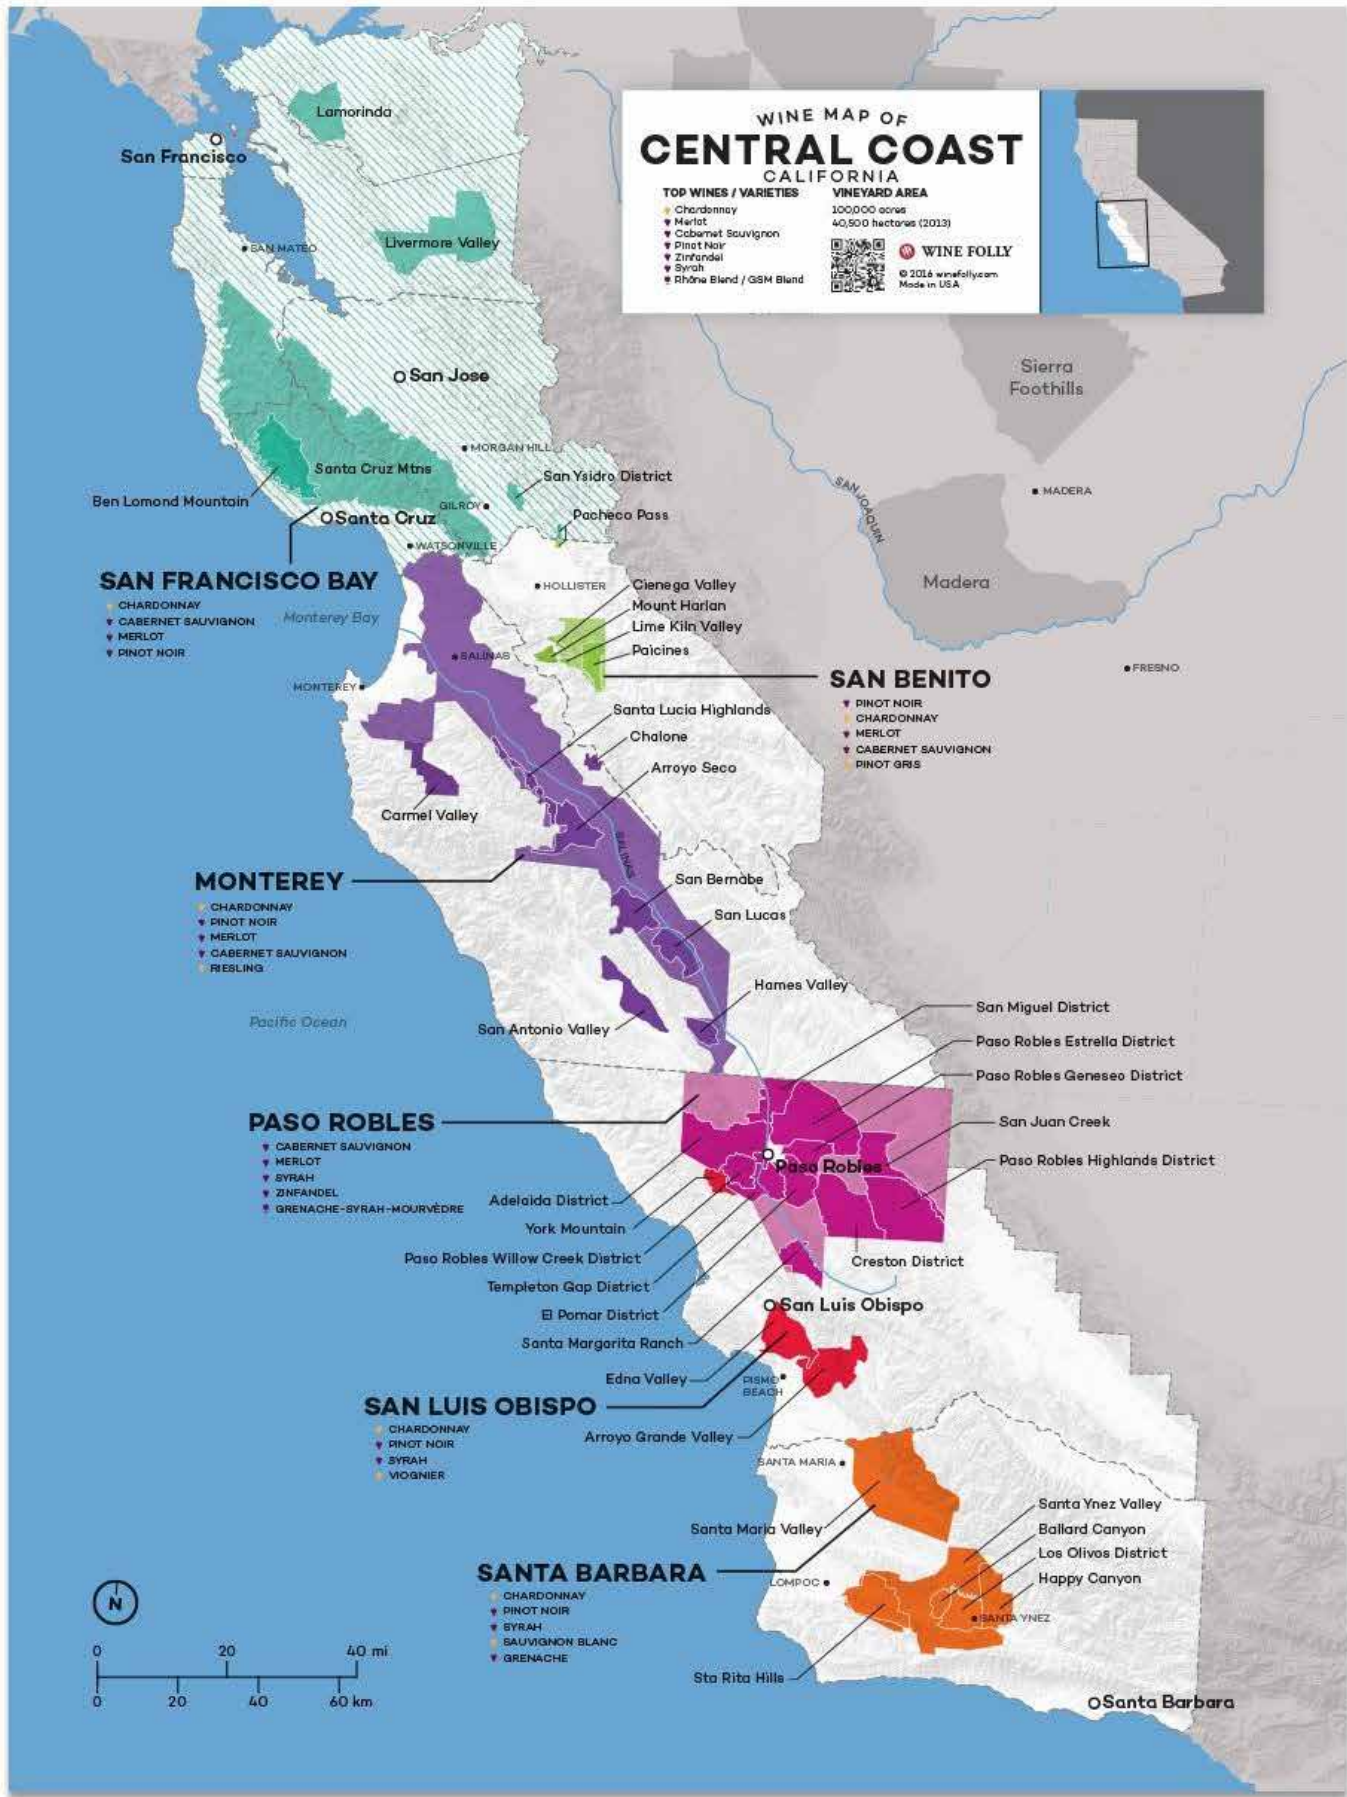 WINE MAP OF
CENTRAL COAST
CALIFORNIA
TOP WINES / VARIETIES
Chardonnay
Merlot
Cabernet Sauvignon
Pinot Noir
Zinfandel
Syrah
Rhône Blend / GSM Blend
VINEYARD AREA
100,000 acres
40,500 hectares (2013)
WINE FOLLY
© 2016 winefolly.com
Made in USA
Lamorinda
San Francisco
SAN MATEO
Livermore Valley
San Jose
Sierra
Foothills
MORGAN HILL
Santa Cruz Mtns
San Ysidro District
Ben Lomond Mountain
GILROY
Santa Cruz
Pacheco Pass
WATSONVILLE
SAN JOAQUIN
MADERA
Madera
FRESNO
SAN FRANCISCO BAY
CHARDONNAY
CABERNET SAUVIGNON
MERLOT
PINOT NOIR
Monterey Bay
HOLLISTER
Cienega Valley
Mount Harlan
Lime Kiln Valley
Paicines
SALINAS
MONTEREY
SAN BENITO
PINOT NOIR
CHARDONNAY
MERLOT
CABERNET SAUVIGNON
PINOT GRIS
Santa Lucia Highlands
Chalone
Arroyo Seco
Carmel Valley
SALINAS
MONTEREY
CHARDONNAY
PINOT NOIR
MERLOT
CABERNET SAUVIGNON
RIESLING
San Bernabe
San Lucas
Hames Valley
San Antonio Valley
Pacific Ocean
San Miguel District
Paso Robles Estrella District
Paso Robles Geneseo District
San Juan Creek
Paso Robles Highlands District
PASO ROBLES
CABERNET SAUVIGNON
MERLOT
SYRAH
ZINFANDEL
GRENACHE-SYRAH-MOURVÈDRE
Paso Robles
Adelaida District
York Mountain
Paso Robles Willow Creek District
Templeton Gap District
El Pomar District
Santa Margarita Ranch
Creston District
San Luis Obispo
Edna Valley
PISMO
BEACH
SAN LUIS OBISPO
CHARDONNAY
PINOT NOIR
SYRAH
VIOGNIER
Arroyo Grande Valley
SANTA MARIA
Santa Maria Valley
Santa Ynez Valley
Ballard Canyon
Los Olivos District
Happy Canyon
SANTA BARBARA
CHARDONNAY
PINOT NOIR
SYRAH
SAUVIGNON BLANC
GRENACHE
LOMPOC
SANTA YNEZ
Sta Rita Hills
Santa Barbara
N
0 20 40 mi
0 20 40 60 km